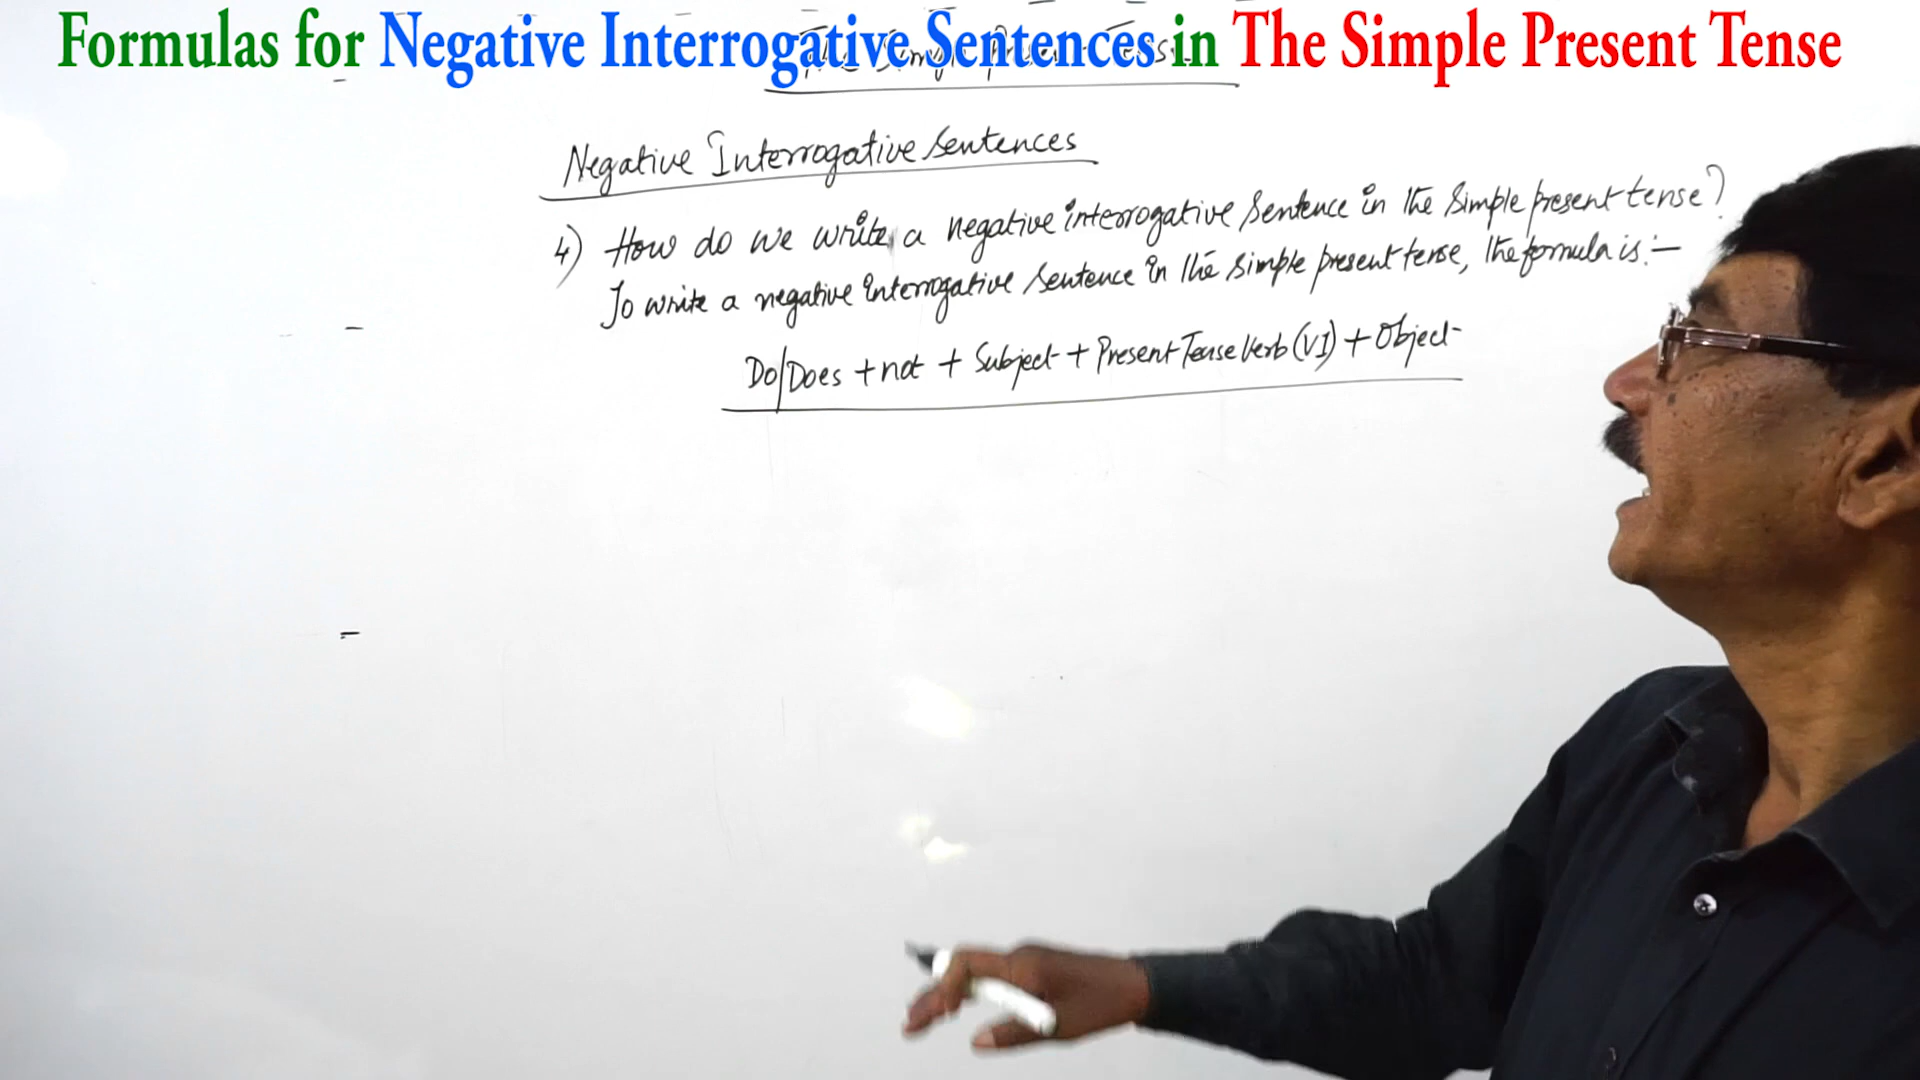 Formulas for Negative Interrogative Sentences in The Simple Present Tense
Negative Interrogative Sentences
4) How do we write a negative interrogative sentence in the simple present tense?
To write a negative interrogative sentence in the simple present tense, the formula is:-
Do/Does + not + Subject + Present Tense Verb (V1) + Object